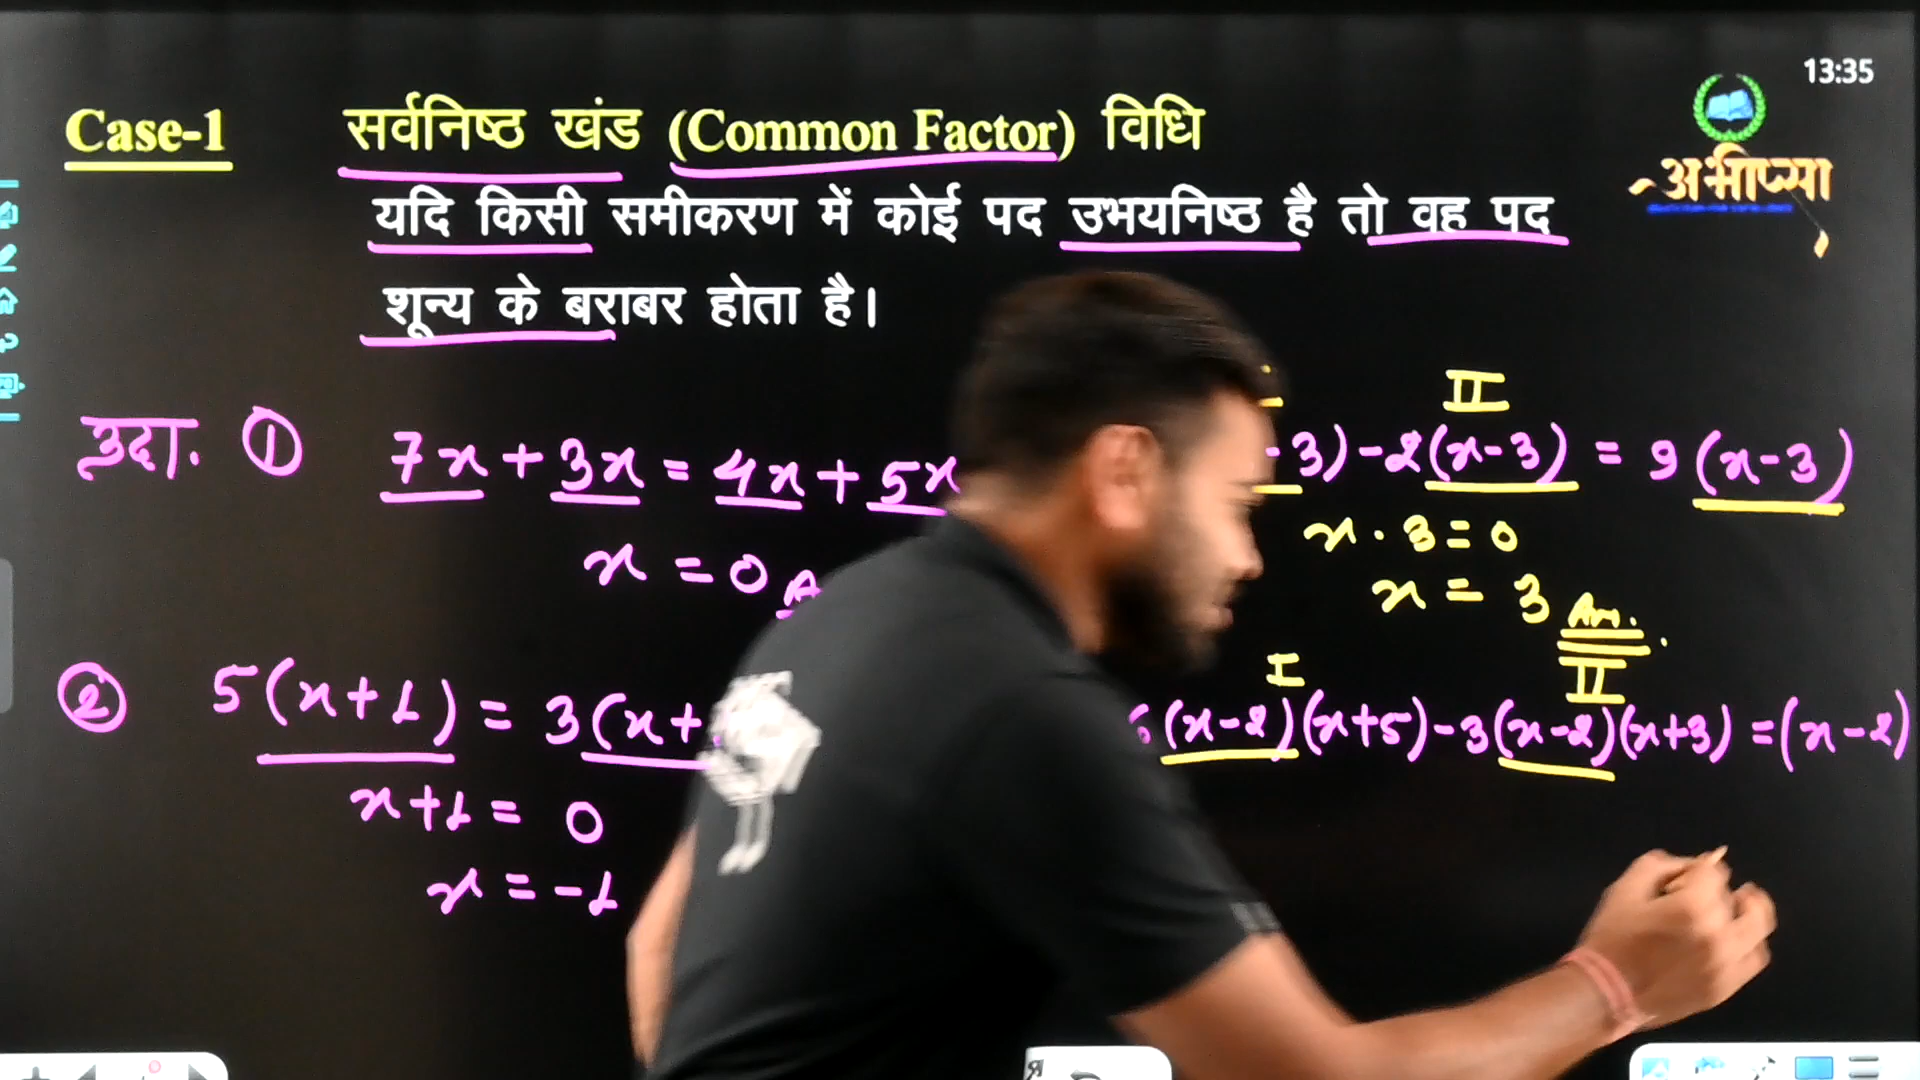 13:35
Case-1 सर्वनिष्ठ खंड (Common Factor) विधि
अभीप्सा
यदि किसी समीकरण में कोई पद उभयनिष्ठ है तो वह पद
शून्य के बराबर होता है।
उदा. ① 7x + 3x = 4x + 5x
x = 0
② 5(x+1) = 3(x+
x+1 = 0
x = -1
II
-3) - 2(x-3) = 9(x-3)
x · 3 = 0
x = 3 Ans.
I II
(x-2)(x+5) - 3(x-2)(x+3) = (x-2)